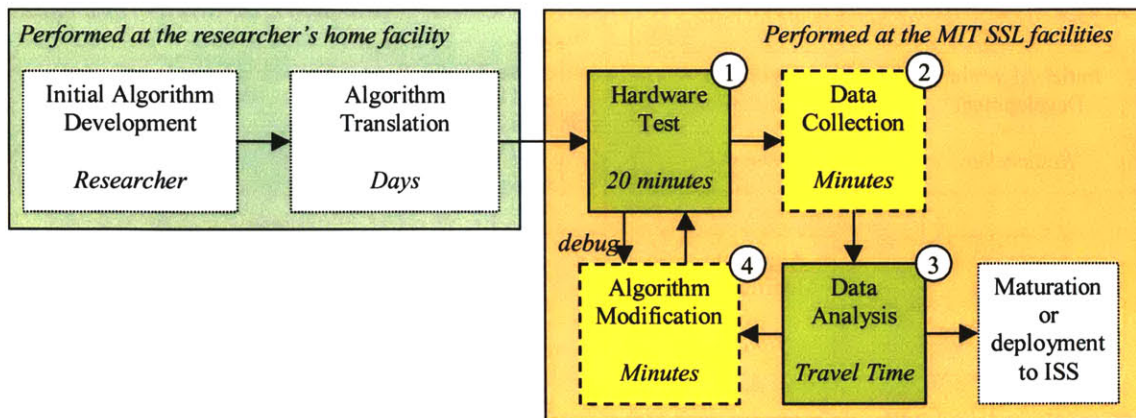 Performed at the researcher's home facility
Initial Algorithm
Development
Researcher
Algorithm
Translation
Days
Performed at the MIT SSL facilities
1
Hardware
Test
20 minutes
2
Data
Collection
Minutes
debug
4
Algorithm
Modification
Minutes
3
Data
Analysis
Travel Time
Maturation
or
deployment
to ISS